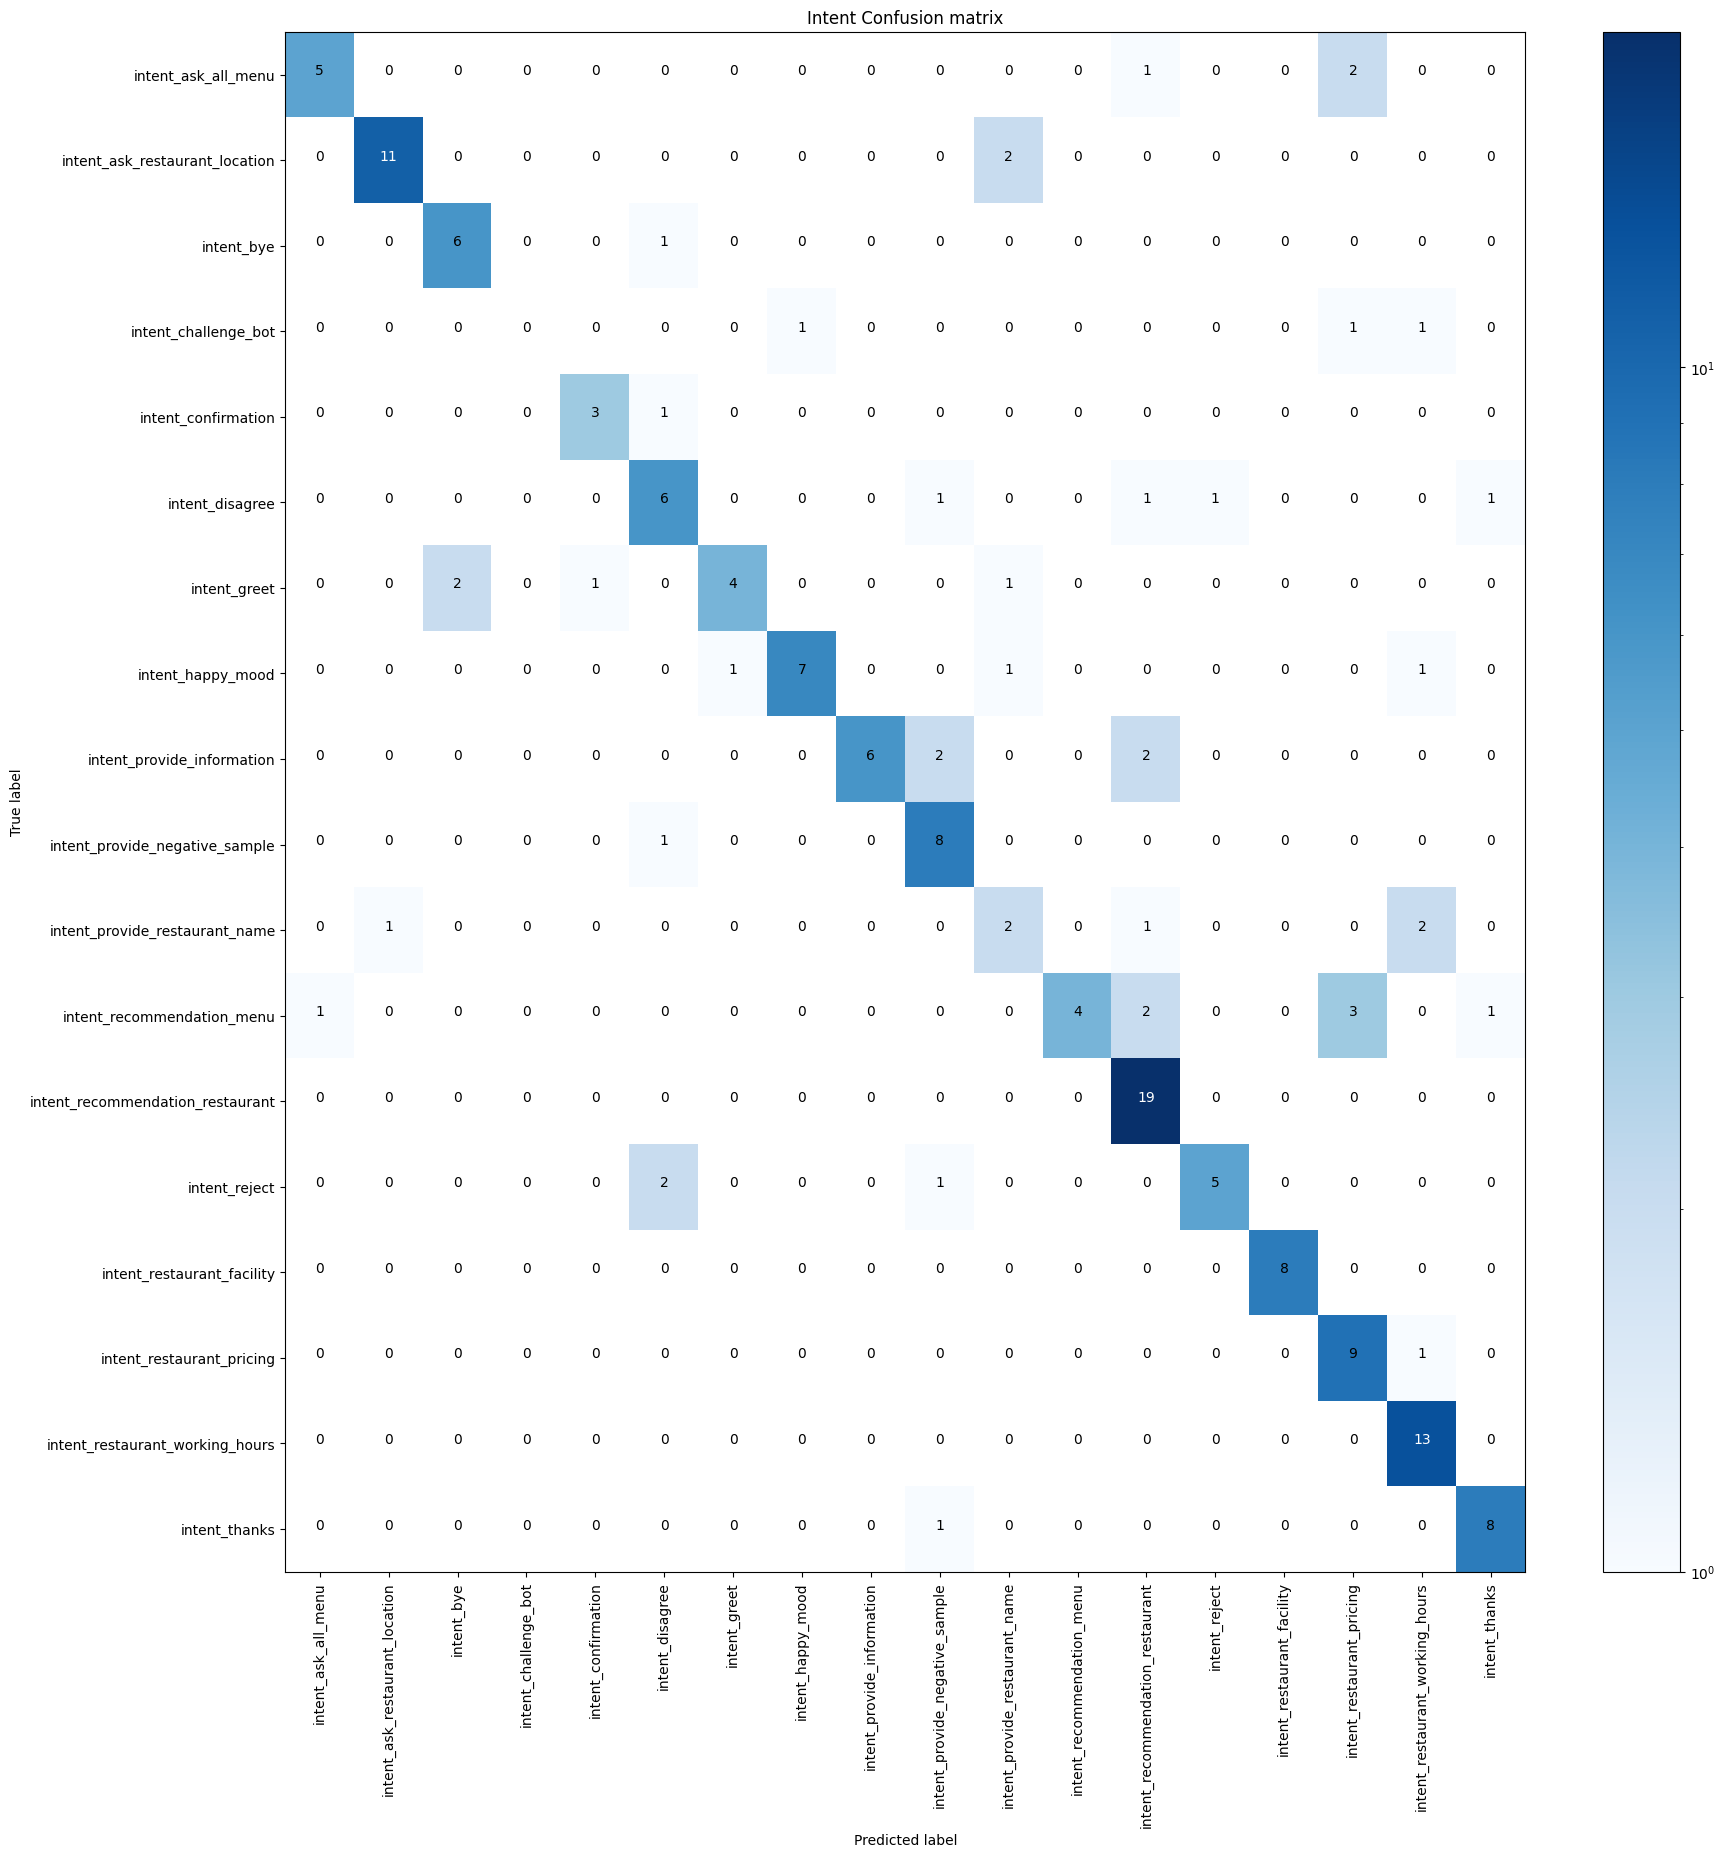 Intent Confusion matrix
intent_ask_all_menu 5 0 0 0 0 0 0 0 0 0 0 0 1 0 0 2 0 0
intent_ask_restaurant_location 0 11 0 0 0 0 0 0 0 0 2 0 0 0 0 0 0 0
intent_bye 0 0 6 0 0 1 0 0 0 0 0 0 0 0 0 0 0 0
intent_challenge_bot 0 0 0 0 0 0 0 1 0 0 0 0 0 0 0 1 1 0
intent_confirmation 0 0 0 0 3 1 0 0 0 0 0 0 0 0 0 0 0 0
intent_disagree 0 0 0 0 0 6 0 0 0 1 0 0 1 1 0 0 0 1
intent_greet 0 0 2 0 1 0 4 0 0 0 1 0 0 0 0 0 0 0
intent_happy_mood 0 0 0 0 0 0 1 7 0 0 1 0 0 0 0 0 1 0
intent_provide_information 0 0 0 0 0 0 0 0 6 2 0 0 2 0 0 0 0 0
intent_provide_negative_sample 0 0 0 0 0 1 0 0 0 8 0 0 0 0 0 0 0 0
intent_provide_restaurant_name 0 1 0 0 0 0 0 0 0 0 2 0 1 0 0 0 2 0
intent_recommendation_menu 1 0 0 0 0 0 0 0 0 0 0 4 2 0 0 3 0 1
intent_recommendation_restaurant 0 0 0 0 0 0 0 0 0 0 0 0 19 0 0 0 0 0
intent_reject 0 0 0 0 0 2 0 0 0 1 0 0 0 5 0 0 0 0
intent_restaurant_facility 0 0 0 0 0 0 0 0 0 0 0 0 0 0 8 0 0 0
intent_restaurant_pricing 0 0 0 0 0 0 0 0 0 0 0 0 0 0 0 9 1 0
intent_restaurant_working_hours 0 0 0 0 0 0 0 0 0 0 0 0 0 0 0 0 13 0
intent_thanks 0 0 0 0 0 0 0 0 0 1 0 0 0 0 0 0 0 8
True label
intent_ask_all_menu
intent_ask_restaurant_location
intent_bye
intent_challenge_bot
intent_confirmation
intent_disagree
intent_greet
intent_happy_mood
intent_provide_information
intent_provide_negative_sample
intent_provide_restaurant_name
intent_recommendation_menu
intent_recommendation_restaurant
intent_reject
intent_restaurant_facility
intent_restaurant_pricing
intent_restaurant_working_hours
intent_thanks
Predicted label
10¹
10⁰